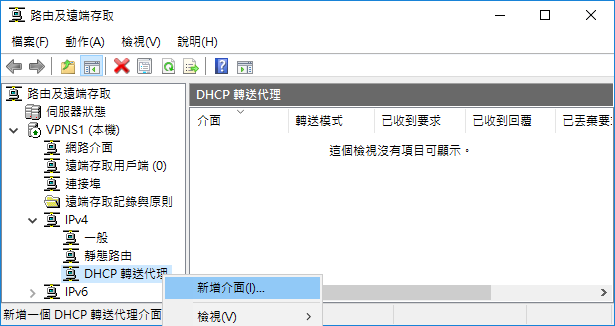 路由及遠端存取
檔案(F) 動作(A) 檢視(V) 說明(H)
路由及遠端存取
伺服器狀態
VPNS1 (本機)
網路介面
遠端存取用戶端 (0)
連接埠
遠端存取記錄與原則
IPv4
一般
靜態路由
DHCP 轉送代理
IPv6
DHCP 轉送代理
介面 轉送模式 已收到要求 已收到回覆 已丟棄要
這個檢視沒有項目可顯示。
新增介面(I)...
檢視(V)
新增一個 DHCP 轉送代理介面